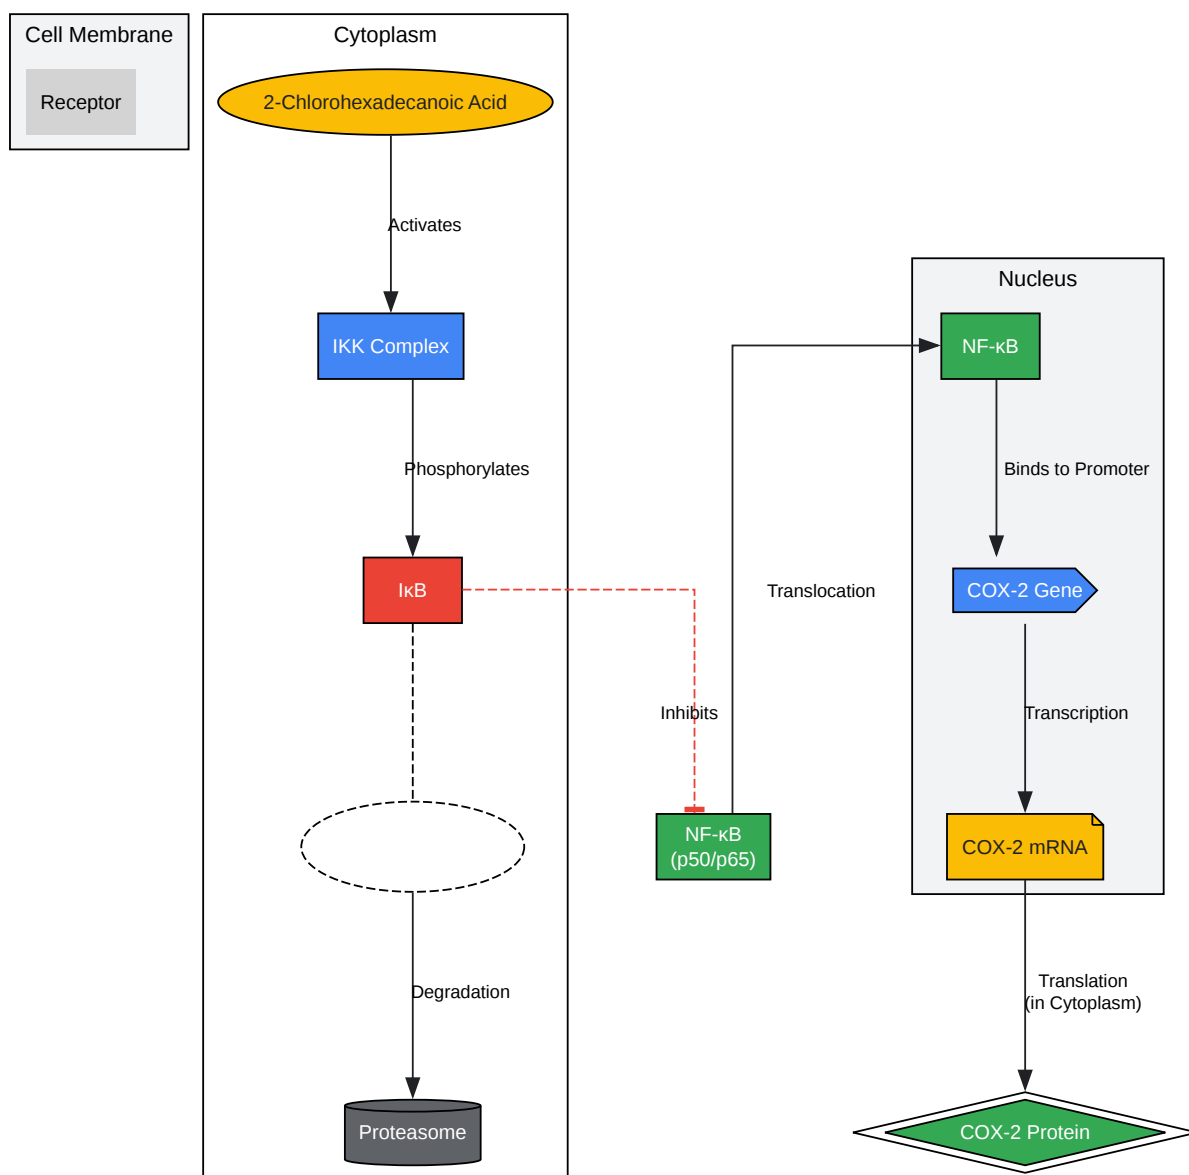 Cell Membrane
Receptor
Cytoplasm
2-Chlorohexadecanoic Acid
Activates
IKK Complex
Phosphorylates
IκB
Inhibits
Degradation
Proteasome
NF-κB
(p50/p65)
Translocation
Nucleus
NF-κB
Binds to Promoter
COX-2 Gene
Transcription
COX-2 mRNA
Translation
(in Cytoplasm)
COX-2 Protein